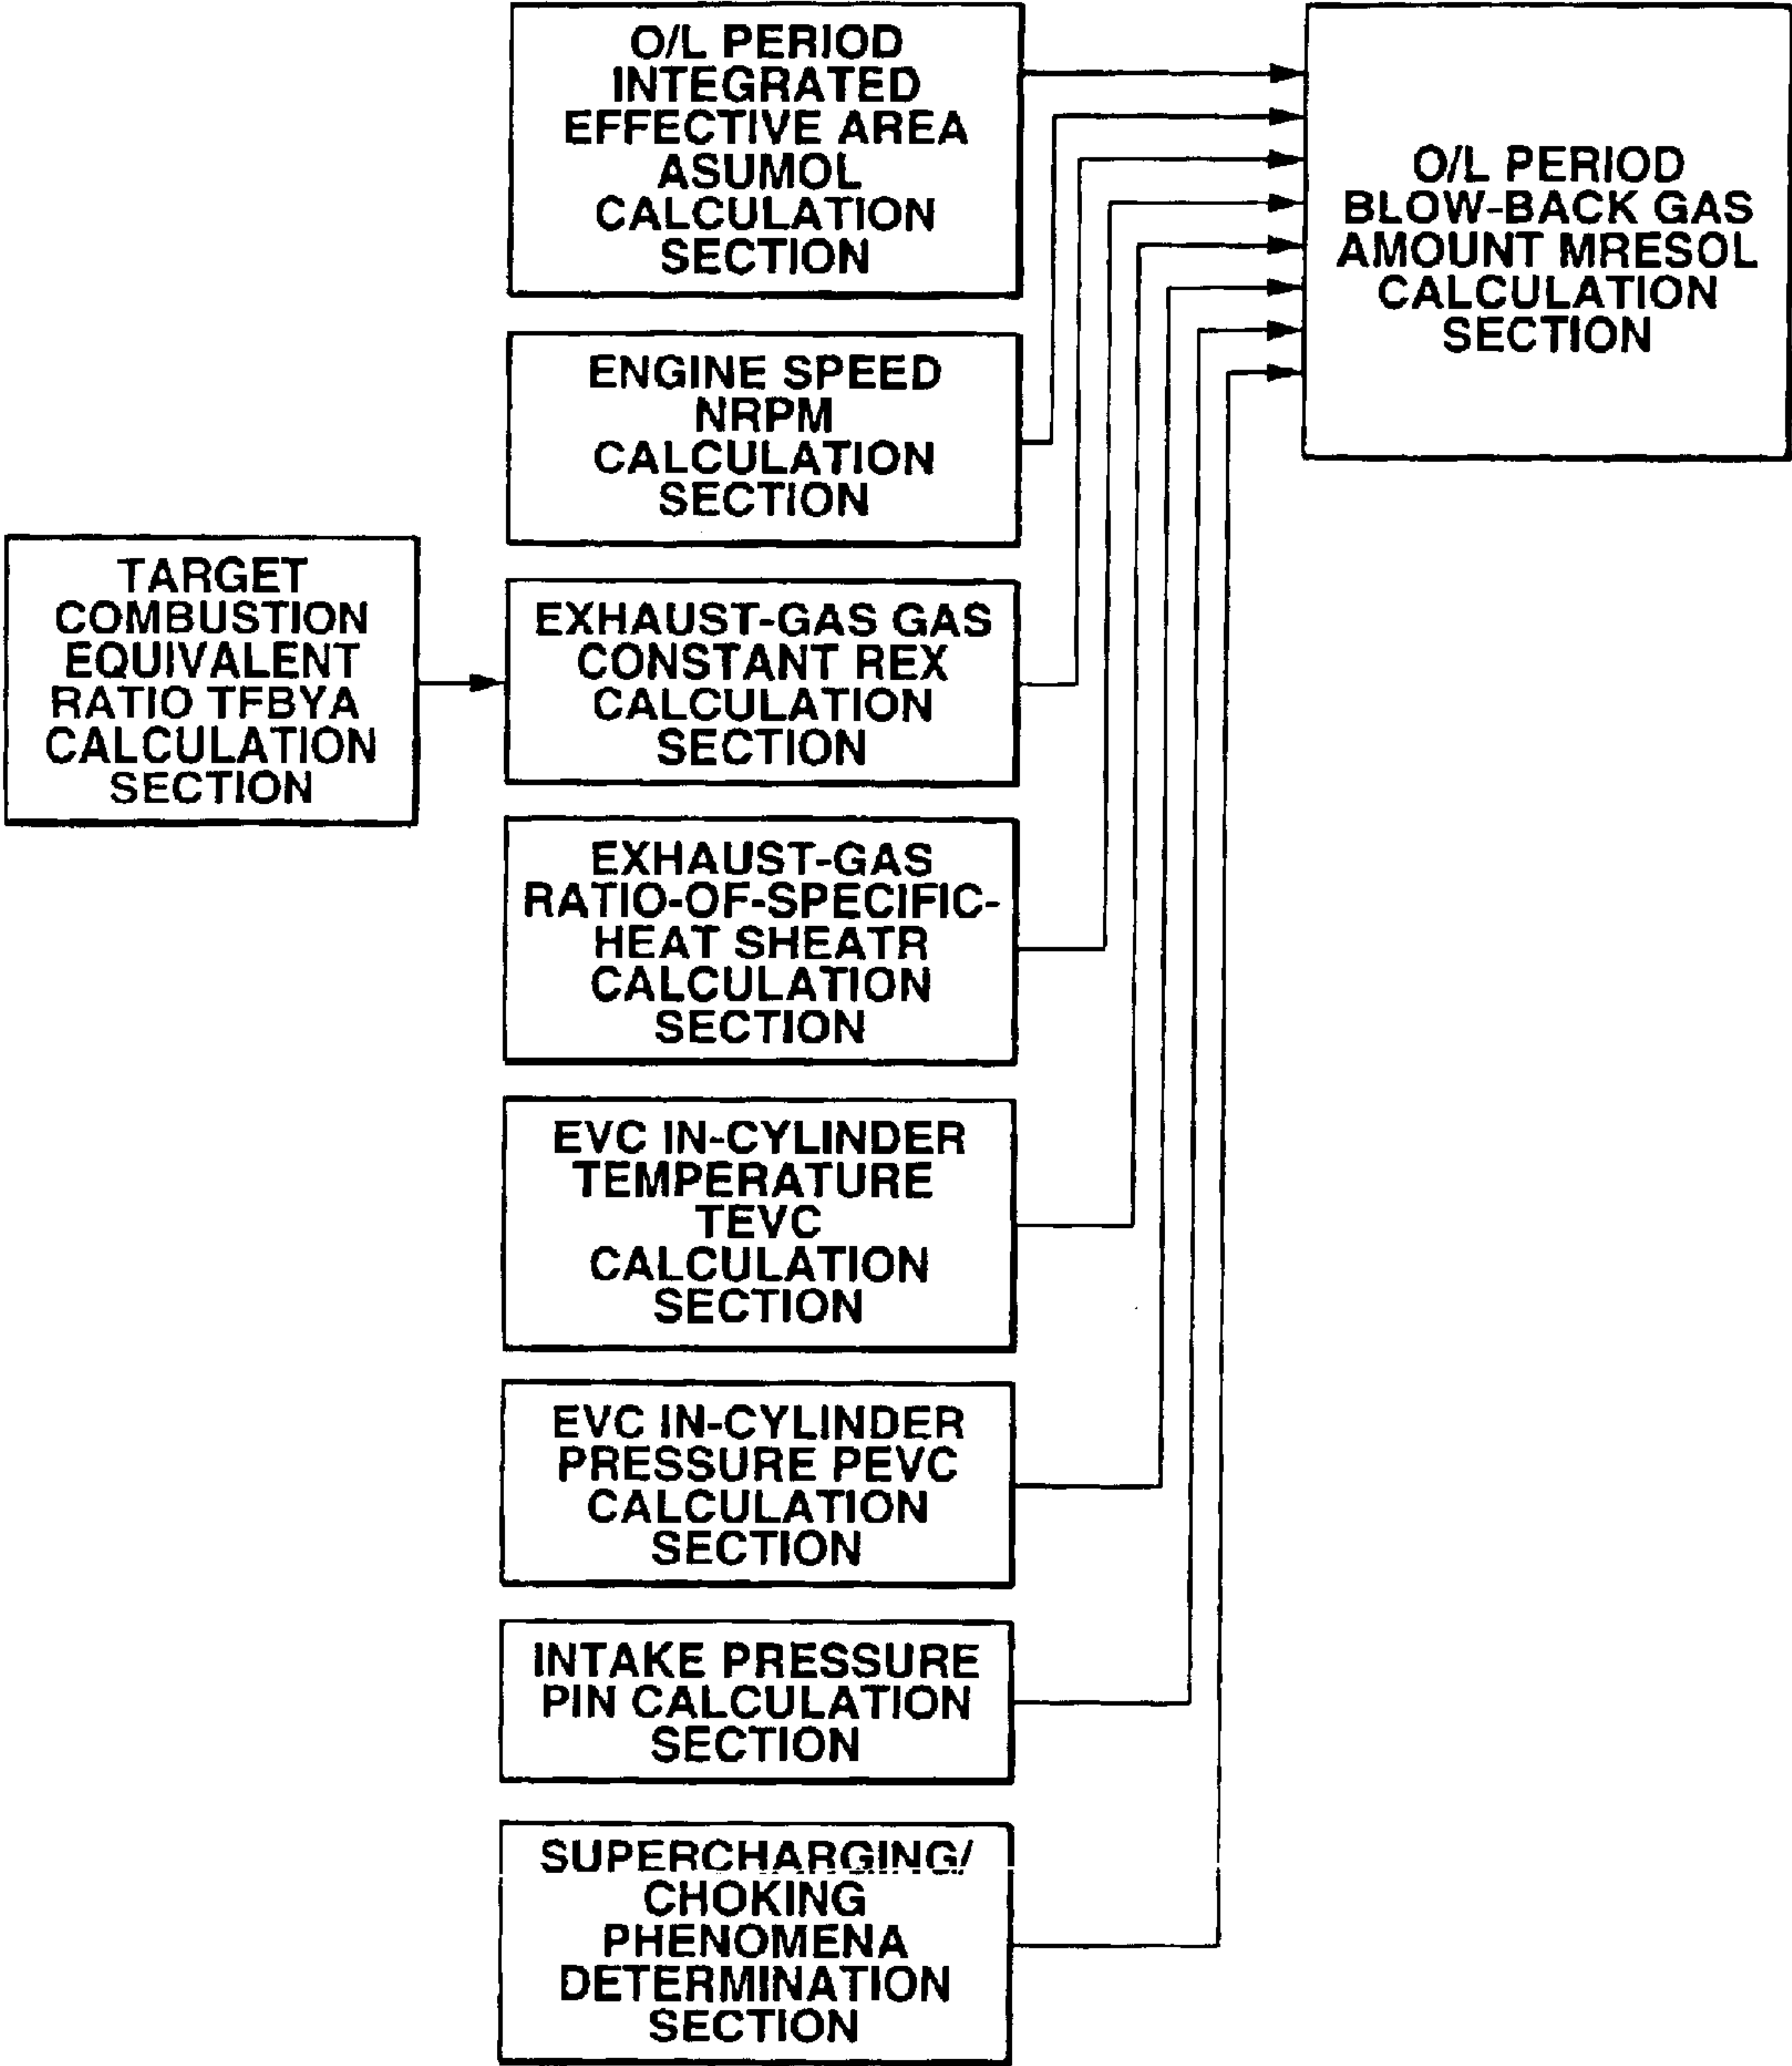 O/L PERIOD
INTEGRATED
EFFECTIVE AREA
ASUMOL
CALCULATION
SECTION
O/L PERIOD
BLOW-BACK GAS
AMOUNT MRESOL
CALCULATION
SECTION
ENGINE SPEED
NRPM
CALCULATION
SECTION
TARGET
COMBUSTION
EQUIVALENT
RATIO TFBYA
CALCULATION
SECTION
EXHAUST-GAS GAS
CONSTANT REX
CALCULATION
SECTION
EXHAUST-GAS
RATIO-OF-SPECIFIC-
HEAT SHEATR
CALCULATION
SECTION
EVC IN-CYLINDER
TEMPERATURE
TEVC
CALCULATION
SECTION
EVC IN-CYLINDER
PRESSURE PEVC
CALCULATION
SECTION
INTAKE PRESSURE
PIN CALCULATION
SECTION
SUPERCHARGING/
CHOKING
PHENOMENA
DETERMINATION
SECTION